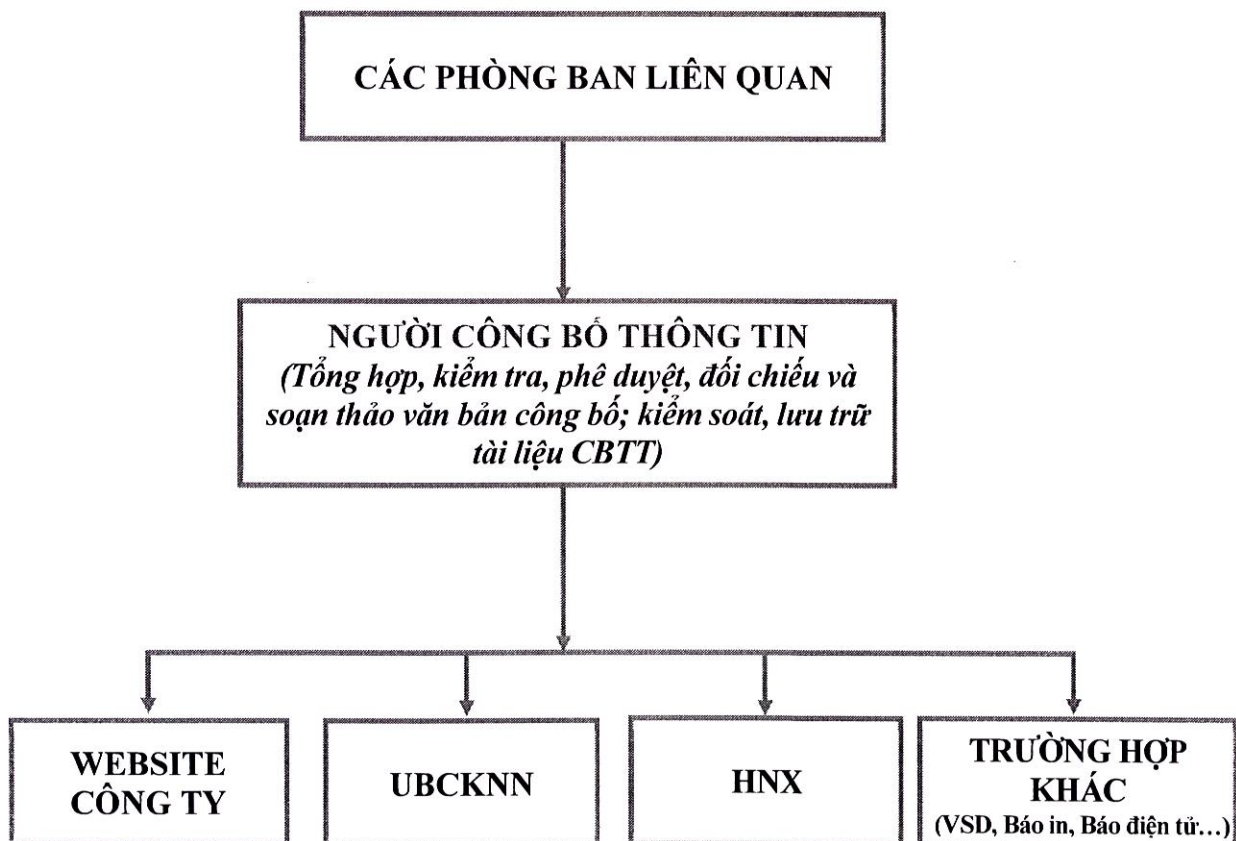 CÁC PHÒNG BAN LIÊN QUAN
NGƯỜI CÔNG BỐ THÔNG TIN
(Tổng hợp, kiểm tra, phê duyệt, đối chiếu và
soạn thảo văn bản công bố; kiểm soát, lưu trữ
tài liệu CBTT)
WEBSITE
CÔNG TY
UBCKNN
HNX
TRƯỜNG HỢP
KHÁC
(VSD, Báo in, Báo điện tử...)